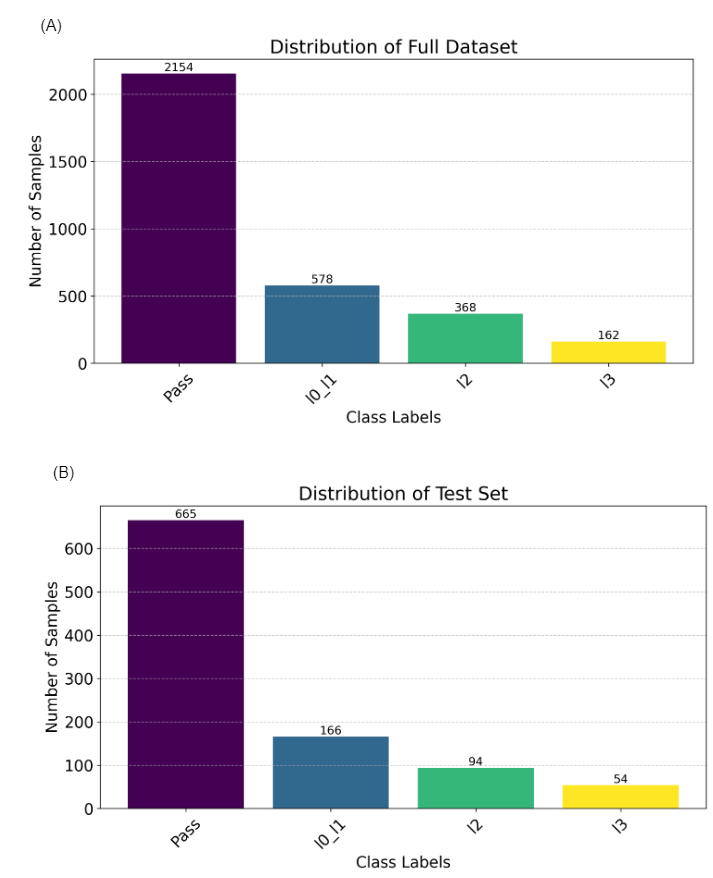 (A)
Distribution of Full Dataset
Number of Samples
2000
1500
1000
500
0
2154
578
368
162
Pass
I0_I1
I2
I3
Class Labels
(B)
Distribution of Test Set
Number of Samples
600
500
400
300
200
100
0
665
166
94
54
Pass
I0_I1
I2
I3
Class Labels